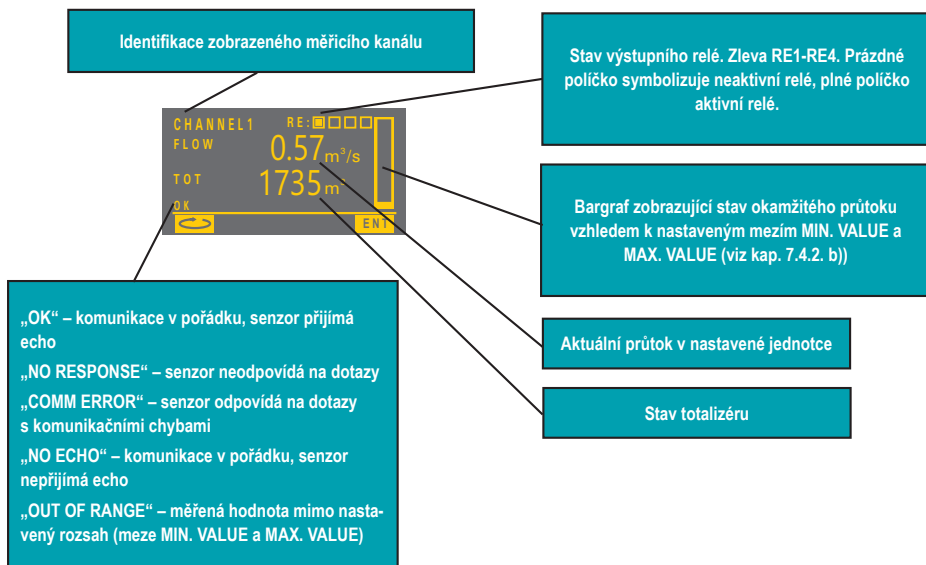 Identifikace zobrazeného měřicího kanálu
Stav výstupního relé. Zleva RE1-RE4. Prázdné
políčko symbolizuje neaktivní relé, plné políčko
aktivní relé.
CHANNEL1 RE:
FLOW 0.57 m³/s
TOT 1735 m³
OK
ENT
Bargraf zobrazující stav okamžitého průtoku
vzhledem k nastaveným mezím MIN. VALUE a
MAX. VALUE (viz kap. 7.4.2. b))
„OK“ – komunikace v pořádku, senzor přijímá
echo
„NO RESPONSE“ – senzor neodpovídá na dotazy
„COMM ERROR“ – senzor odpovídá na dotazy
s komunikačními chybami
„NO ECHO“ – komunikace v pořádku, senzor
nepřijímá echo
„OUT OF RANGE“ – měřená hodnota mimo nasta-
vený rozsah (meze MIN. VALUE a MAX. VALUE)
Aktuální průtok v nastavené jednotce
Stav totalizéru